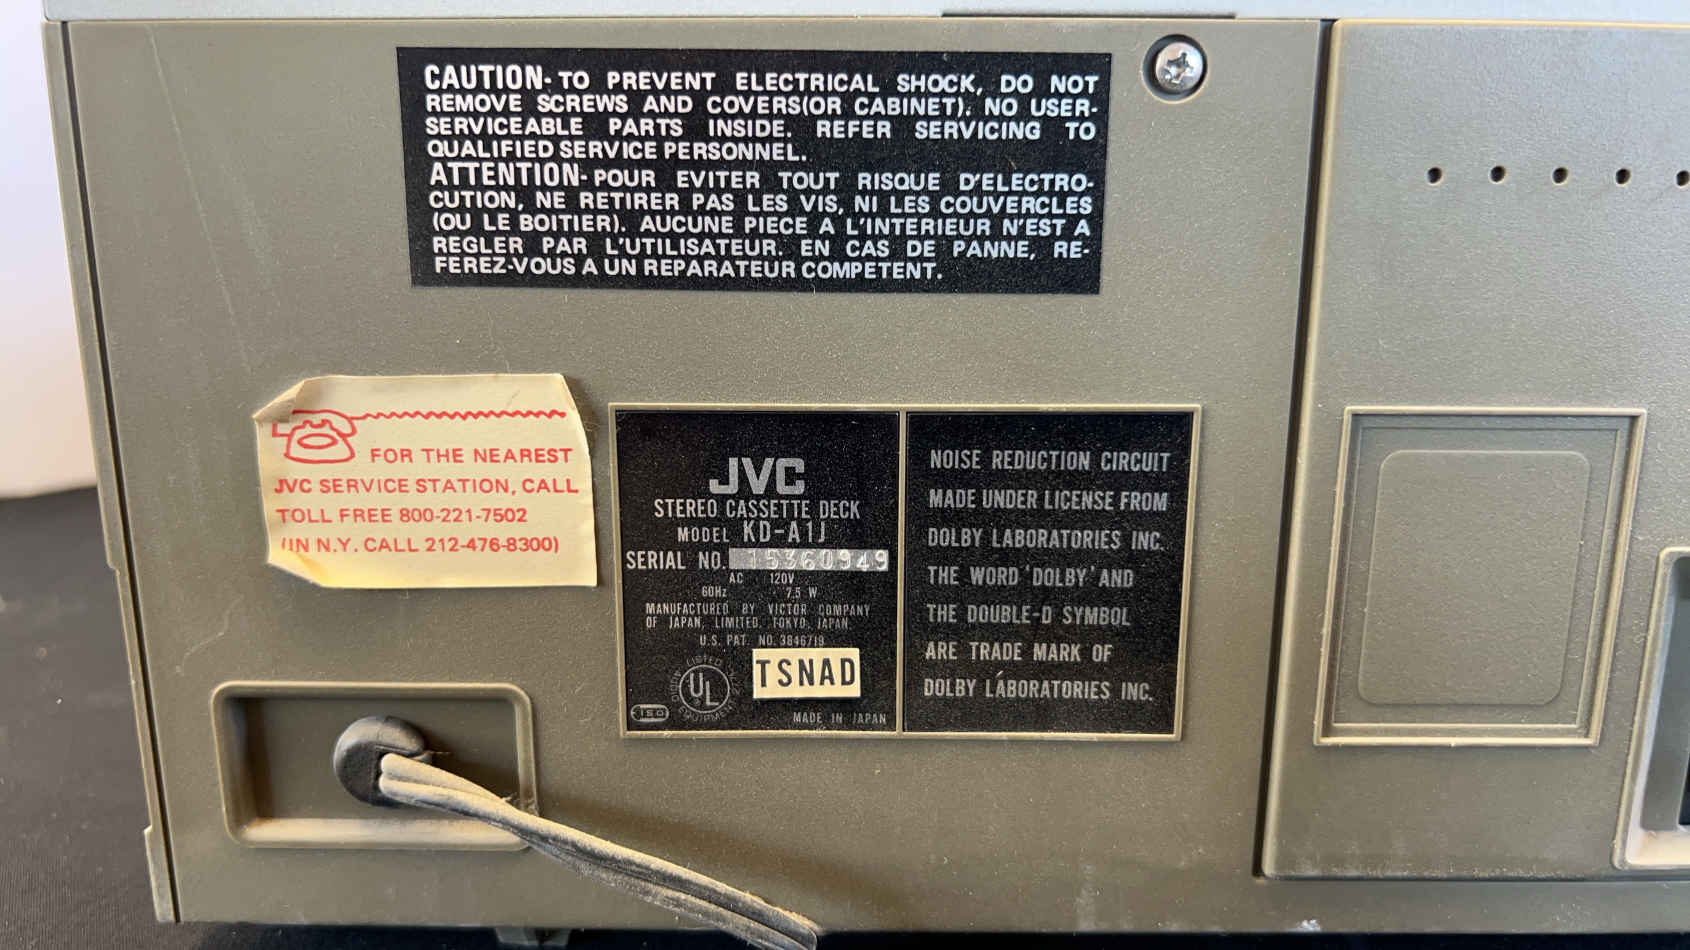 CAUTION- TO PREVENT ELECTRICAL SHOCK, DO NOT
REMOVE SCREWS AND COVERS(OR CABINET). NO USER-
SERVICEABLE PARTS INSIDE. REFER SERVICING TO
QUALIFIED SERVICE PERSONNEL.
ATTENTION- POUR EVITER TOUT RISQUE D'ELECTRO-
CUTION, NE RETIRER PAS LES VIS, NI LES COUVERCLES
(OU LE BOITIER). AUCUNE PIECE A L'INTERIEUR N'EST A
REGLER PAR L'UTILISATEUR. EN CAS DE PANNE, RE-
FEREZ-VOUS A UN REPARATEUR COMPETENT.
FOR THE NEAREST
JVC SERVICE STATION, CALL
TOLL FREE 800-221-7502
(IN N.Y. CALL 212-476-8300)
JVC
STEREO CASSETTE DECK
MODEL KD-A1J
SERIAL NO. 15360949
AC 120V
60Hz 7.5 W
MANUFACTURED BY VICTOR COMPANY
OF JAPAN, LIMITED, TOKYO, JAPAN.
U.S. PAT. NO. 3846719
TSNAD
LISTED
UL
AUDIO EQUIPMENT
MADE IN JAPAN
NOISE REDUCTION CIRCUIT
MADE UNDER LICENSE FROM
DOLBY LABORATORIES INC.
THE WORD 'DOLBY' AND
THE DOUBLE-D SYMBOL
ARE TRADE MARK OF
DOLBY LABORATORIES INC.